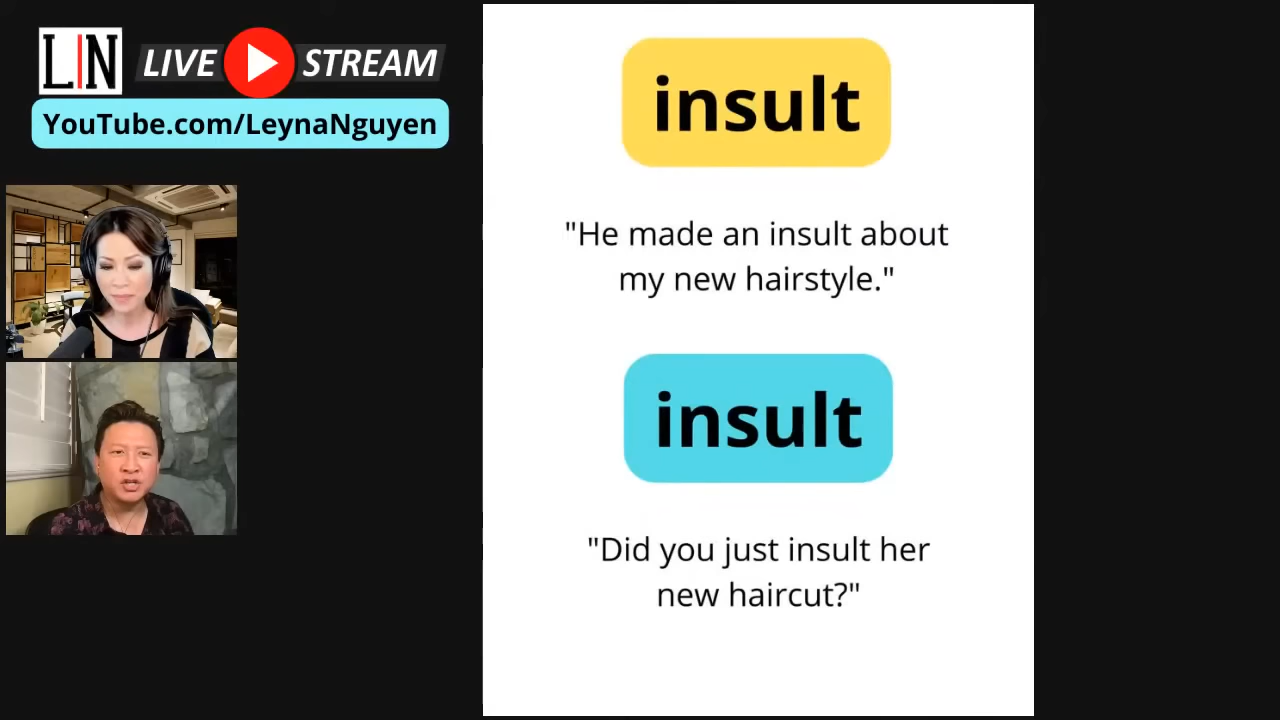 LIN LIVE STREAM
YouTube.com/LeynaNguyen
insult
"He made an insult about
my new hairstyle."
insult
"Did you just insult her
new haircut?"